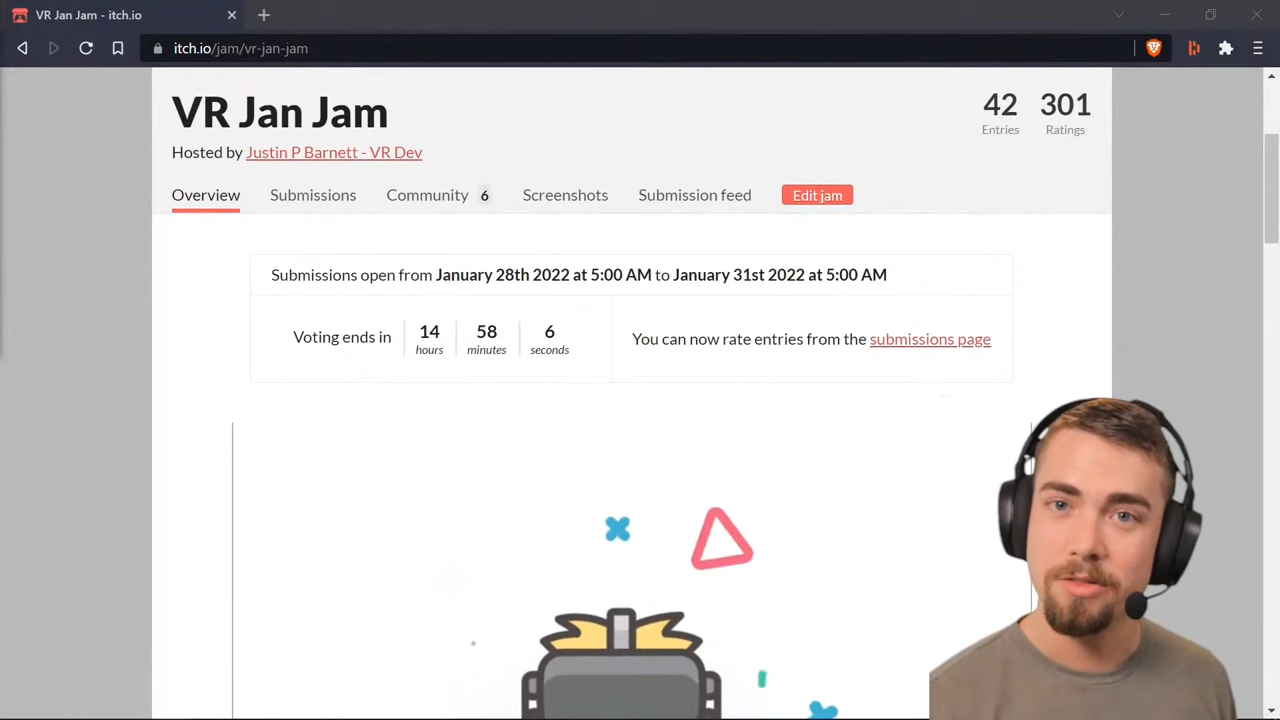 VR Jan Jam - itch.io
itch.io/jam/vr-jan-jam
VR Jan Jam
42 301
Entries Ratings
Hosted by Justin P Barnett - VR Dev
Overview Submissions Community 6 Screenshots Submission feed Edit jam
Submissions open from January 28th 2022 at 5:00 AM to January 31st 2022 at 5:00 AM
Voting ends in 14 hours 58 minutes 6 seconds
You can now rate entries from the submissions page